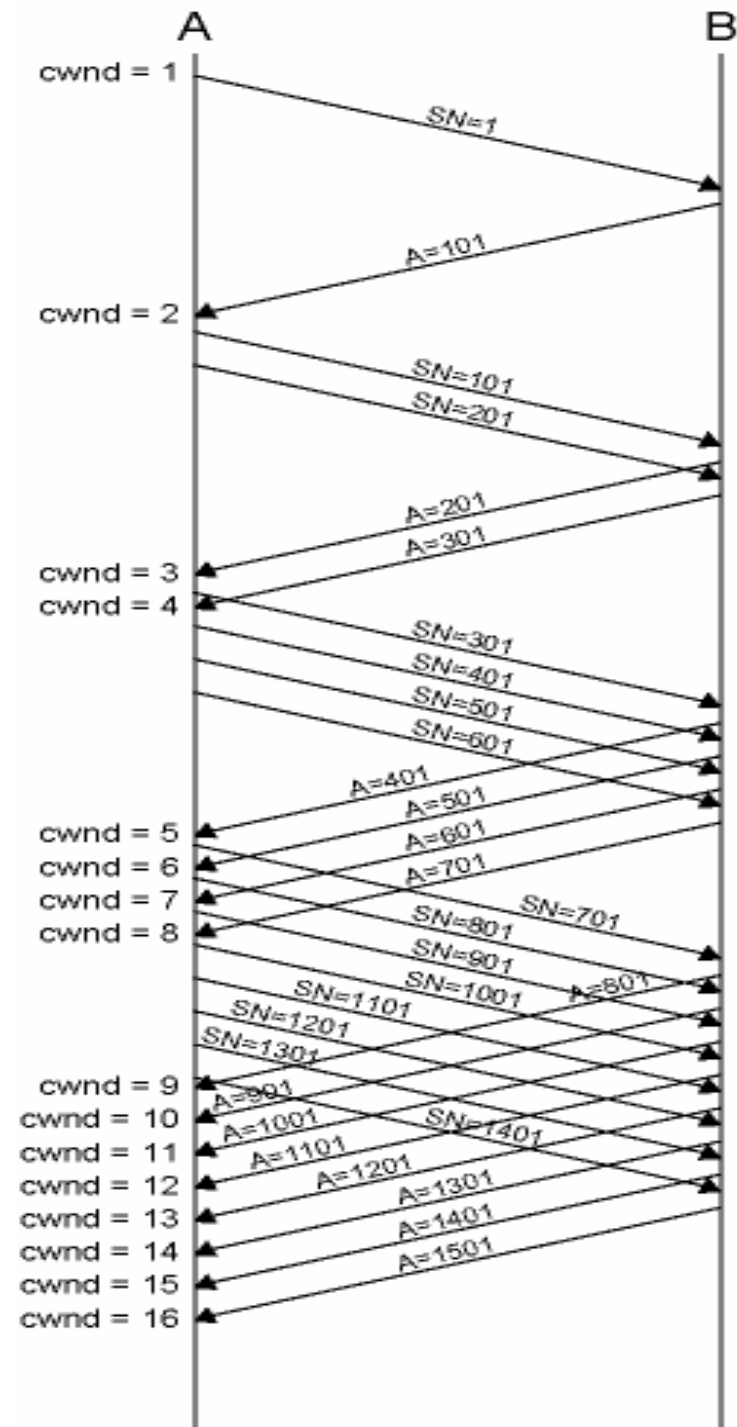 A
B
cwnd = 1
SN=1
A=101
cwnd = 2
SN=101
SN=201
A=201
A=301
cwnd = 3
cwnd = 4
SN=301
SN=401
SN=501
SN=601
A=401
A=501
A=601
A=701
cwnd = 5
cwnd = 6
cwnd = 7
cwnd = 8
SN=701
SN=801
SN=901
SN=1001
A=801
SN=1101
SN=1201
SN=1301
cwnd = 9
A=901
cwnd = 10
A=1001
SN=1401
cwnd = 11
A=1101
cwnd = 12
A=1201
cwnd = 13
A=1301
cwnd = 14
A=1401
cwnd = 15
A=1501
cwnd = 16